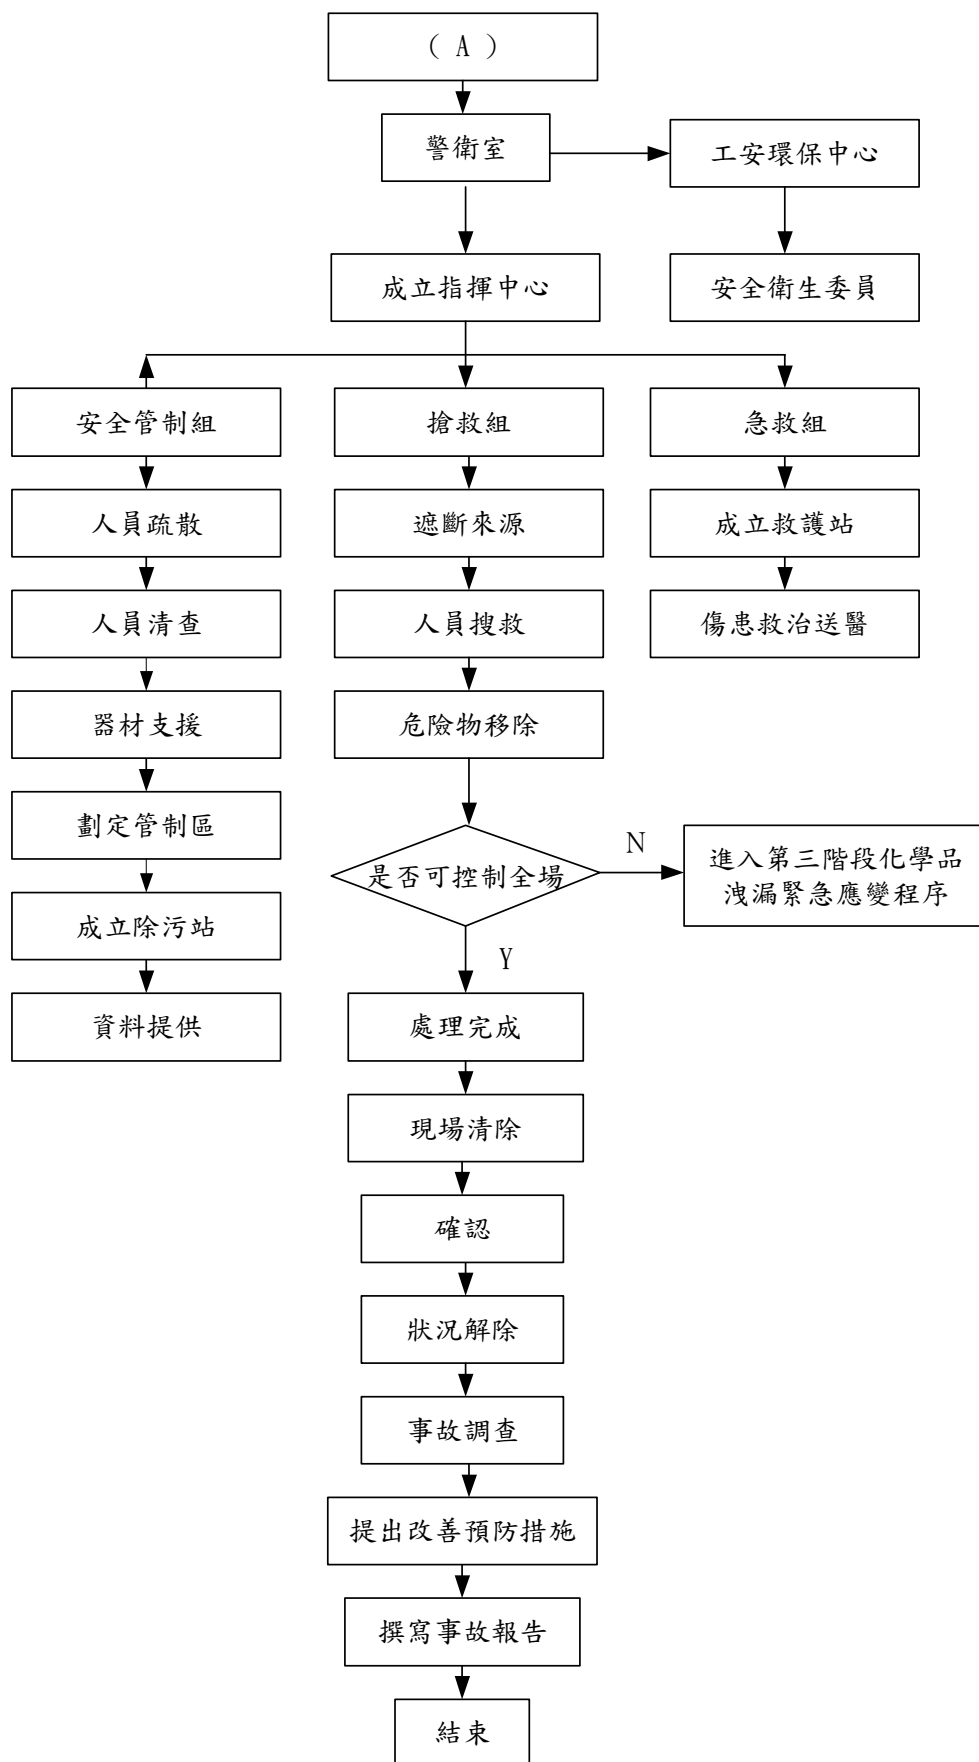 ( A )
警衛室
工安環保中心
成立指揮中心
安全衛生委員
安全管制組
搶救組
急救組
人員疏散
遮斷來源
成立救護站
人員清查
人員搜救
傷患救治送醫
器材支援
危險物移除
劃定管制區
是否可控制全場
N
進入第三階段化學品
洩漏緊急應變程序
成立除污站
Y
資料提供
處理完成
現場清除
確認
狀況解除
事故調查
提出改善預防措施
撰寫事故報告
結束